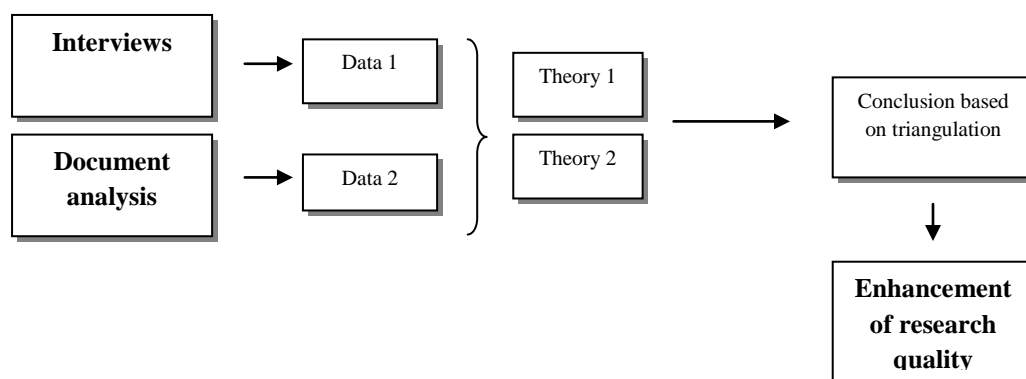 Interviews
Data 1
Theory 1
Conclusion based
on triangulation
Document
analysis
Data 2
Theory 2
Enhancement
of research
quality